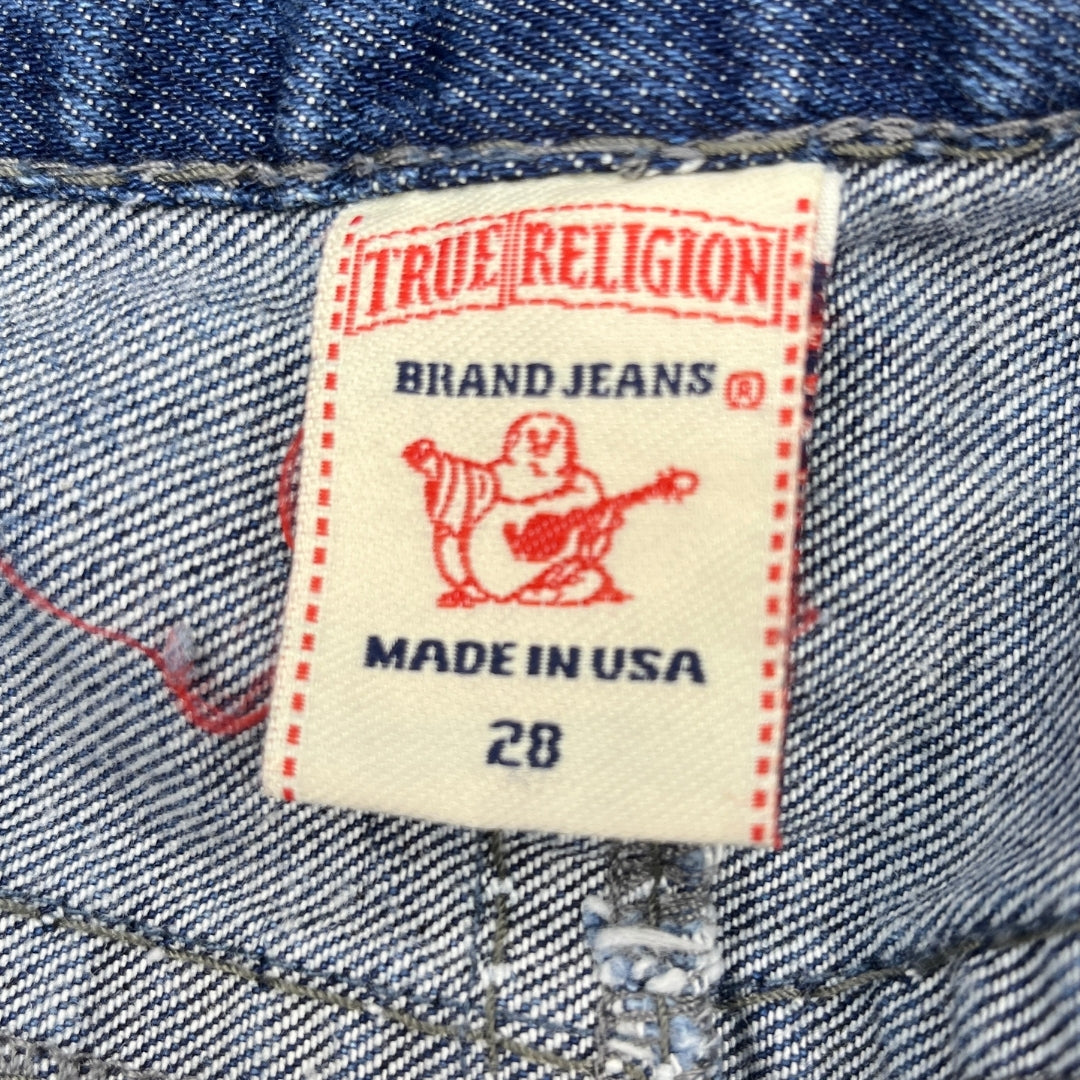 TRUE RELIGION
BRAND JEANS ®
MADE IN USA
28